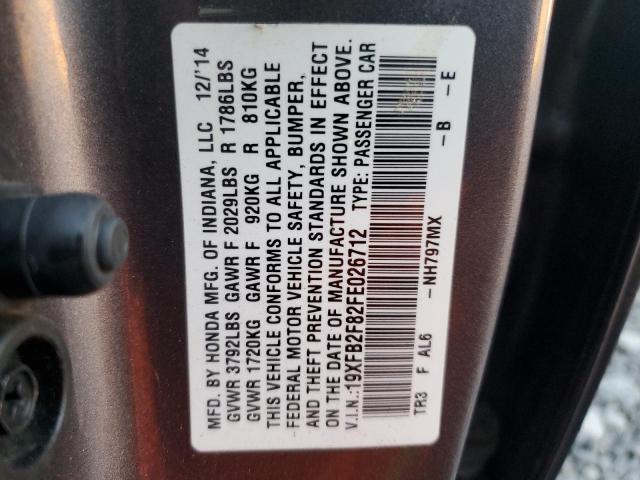 MFD. BY HONDA MFG. OF INDIANA, LLC 12/'14
GVWR 3792LBS GAWR F 2029LBS R 1786LBS
GVWR 1720KG GAWR F 920KG R 810KG
THIS VEHICLE CONFORMS TO ALL APPLICABLE
FEDERAL MOTOR VEHICLE SAFETY, BUMPER,
AND THEFT PREVENTION STANDARDS IN EFFECT
ON THE DATE OF MANUFACTURE SHOWN ABOVE.
V.I.N.:19XFB2F82FE026712 TYPE: PASSENGER CAR
TR3 F AL6 -NH797MX -B -E